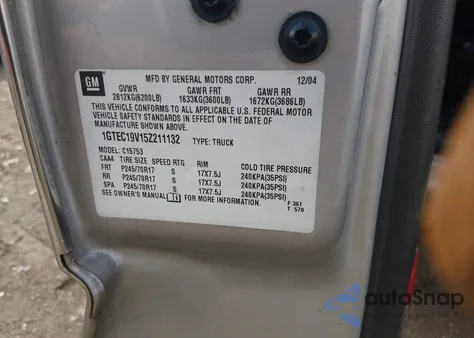 GM
MFD BY GENERAL MOTORS CORP. 12/04
GVWR GAWR FRT GAWR RR
2812KG(6200LB) 1633KG(3600LB) 1672KG(3686LB)
THIS VEHICLE CONFORMS TO ALL APPLICABLE U.S. FEDERAL MOTOR
VEHICLE SAFETY STANDARDS IN EFFECT ON THE DATE OF
MANUFACTURE SHOWN ABOVE.
1GTEC19V15Z211132 TYPE: TRUCK
MODEL: C15753
CAA4 TIRE SIZE SPEED RTG RIM COLD TIRE PRESSURE
FRT P245/70R17 S 17X7.5J 240KPA(35PSI)
RR P245/70R17 S 17X7.5J 240KPA(35PSI)
SPA P245/70R17 S 17X7.5J 240KPA(35PSI)
SEE OWNER'S MANUAL i FOR MORE INFORMATION. F 361
T 570
autoSnap